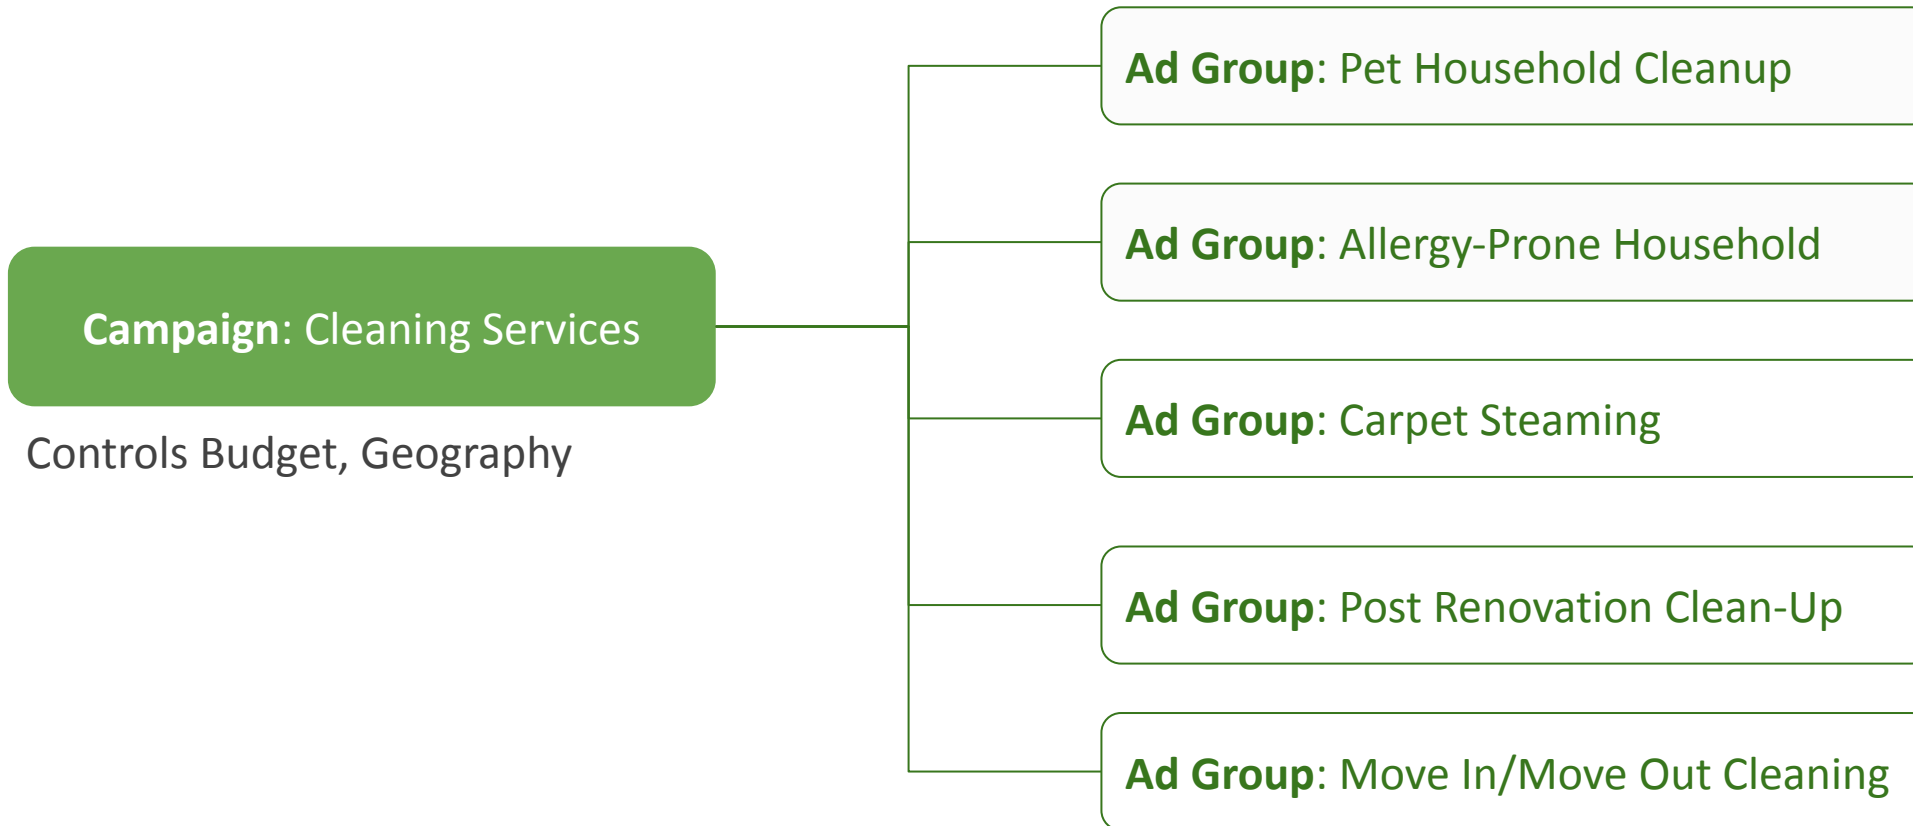 Ad Group: Pet Household Cleanup
Ad Group: Allergy-Prone Household
Campaign: Cleaning Services
Controls Budget, Geography
Ad Group: Carpet Steaming
Ad Group: Post Renovation Clean-Up
Ad Group: Move In/Move Out Cleaning